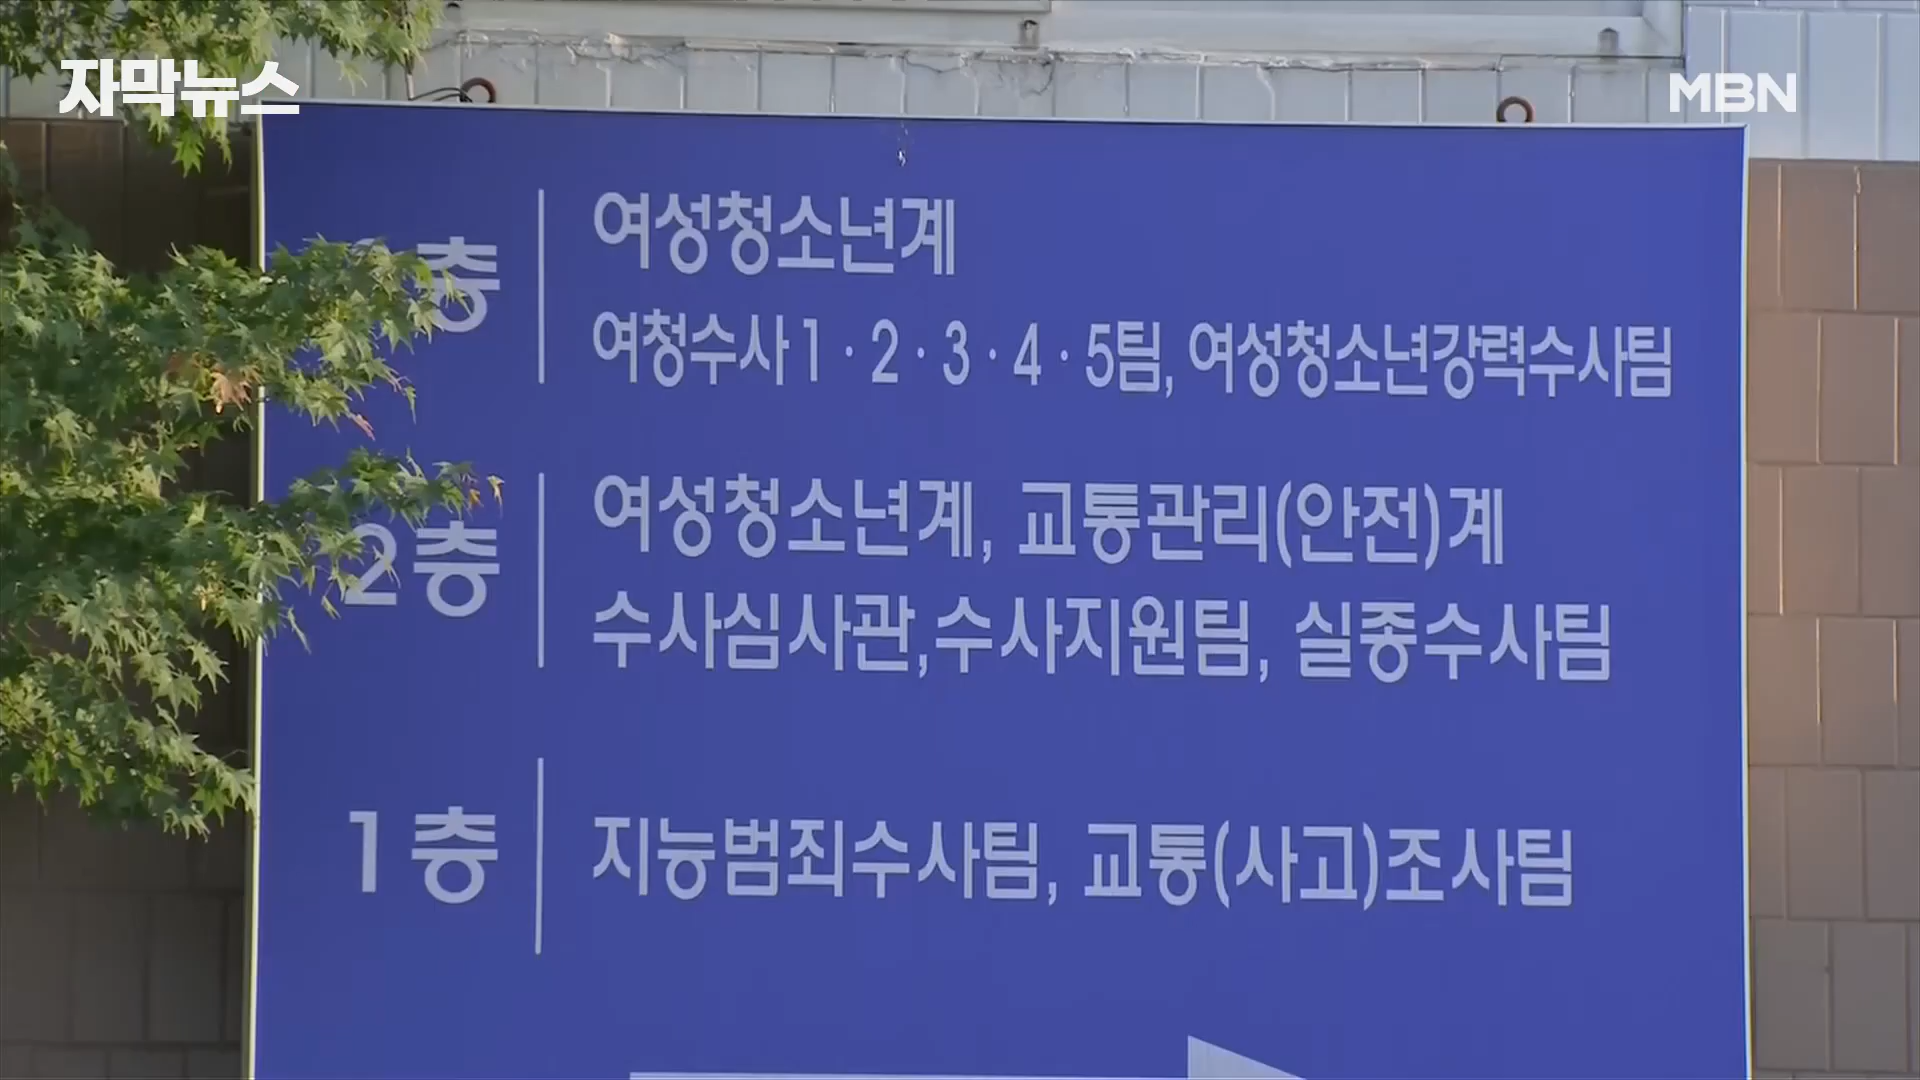 자막뉴스
MBN
층
여성청소년계
여청수사1·2·3·4·5팀, 여성청소년강력수사팀
2층
여성청소년계, 교통관리(안전)계
수사심사관,수사지원팀, 실종수사팀
1층
지능범죄수사팀, 교통(사고)조사팀